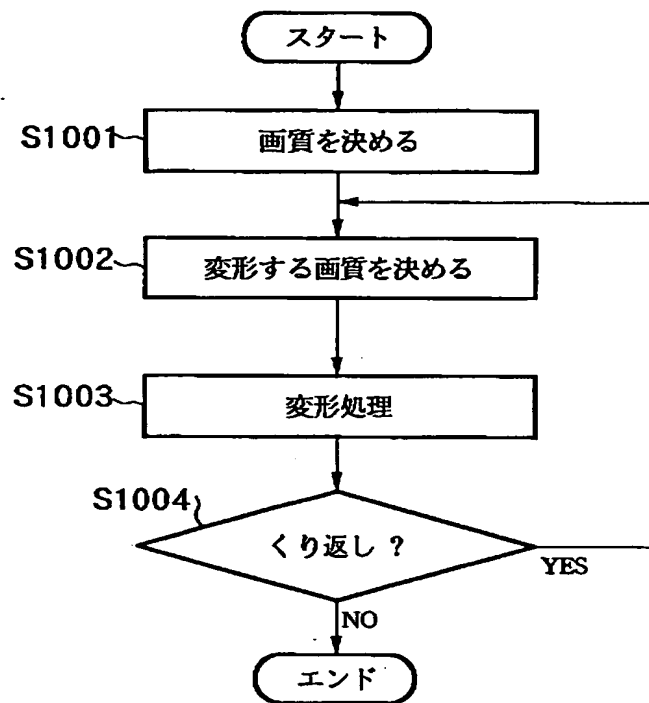 スタート
S1001
画質を決める
S1002
変形する画質を決める
S1003
変形処理
S1004
くり返し ?
YES
NO
エンド